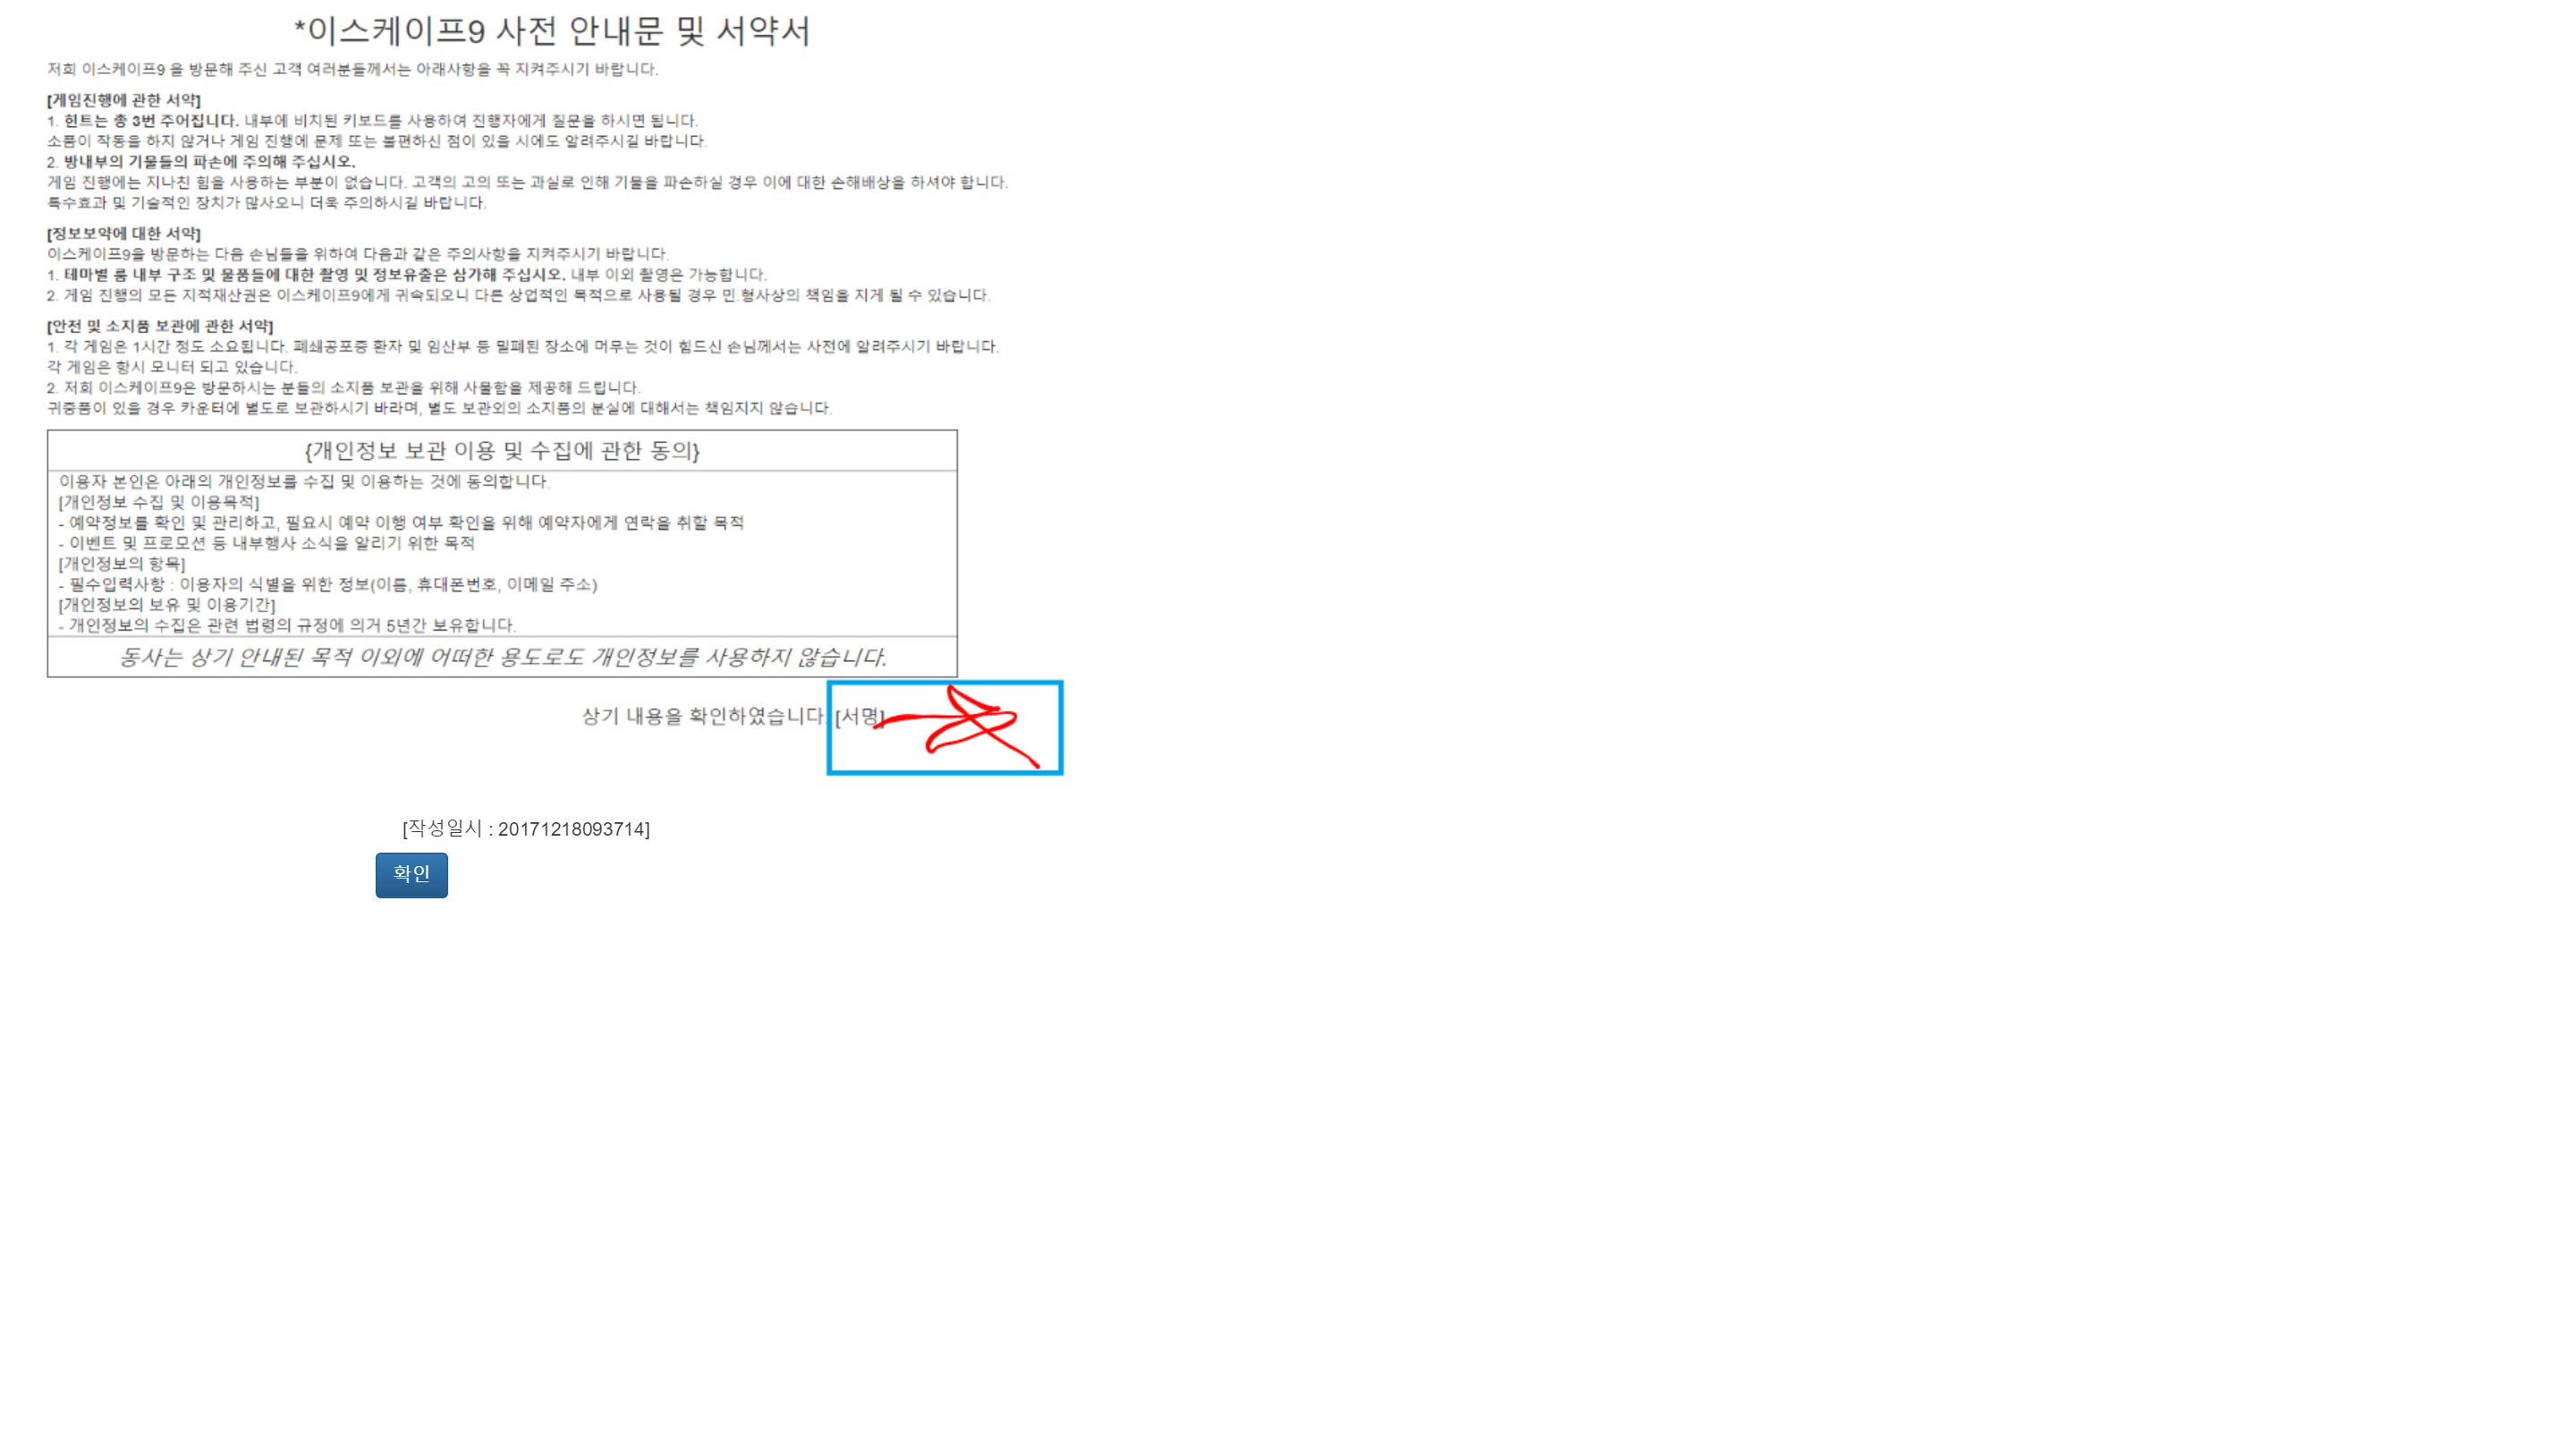 *이스케이프9 사전 안내문 및 서약서
저희 이스케이프9 을 방문해 주신 고객 여러분들께서는 아래사항을 꼭 지켜주시기 바랍니다.
[게임진행에 관한 서약]
1. 힌트는 총 3번 주어집니다. 내부에 비치된 키보드를 사용하여 진행자에게 질문을 하시면 됩니다.
소품이 작동을 하지 않거나 게임 진행에 문제 또는 불편하신 점이 있을 시에도 알려주시길 바랍니다.
2. 방내부의 기물들의 파손에 주의해 주십시오.
게임 진행에는 지나친 힘을 사용하는 부분이 없습니다. 고객의 고의 또는 과실로 인해 기물을 파손하실 경우 이에 대한 손해배상을 하셔야 합니다.
특수효과 및 기술적인 장치가 많사오니 더욱 주의하시길 바랍니다.
[정보보약에 대한 서약]
이스케이프9을 방문하는 다음 손님들을 위하여 다음과 같은 주의사항을 지켜주시기 바랍니다.
1. 테마별 룸 내부 구조 및 물품들에 대한 촬영 및 정보유출은 삼가해 주십시오. 내부 이외 촬영은 가능합니다.
2. 게임 진행의 모든 지적재산권은 이스케이프9에게 귀속되오니 다른 상업적인 목적으로 사용될 경우 민.형사상의 책임을 지게 될 수 있습니다.
[안전 및 소지품 보관에 관한 서약]
1. 각 게임은 1시간 정도 소요됩니다. 폐쇄공포증 환자 및 임산부 등 밀폐된 장소에 머무는 것이 힘드신 손님께서는 사전에 알려주시기 바랍니다.
각 게임은 항시 모니터 되고 있습니다.
2. 저희 이스케이프9은 방문하시는 분들의 소지품 보관을 위해 사물함을 제공해 드립니다.
귀중품이 있을 경우 카운터에 별도로 보관하시기 바라며, 별도 보관외의 소지품의 분실에 대해서는 책임지지 않습니다.
{개인정보 보관 이용 및 수집에 관한 동의}
이용자 본인은 아래의 개인정보를 수집 및 이용하는 것에 동의합니다.
[개인정보 수집 및 이용목적]
- 예약정보를 확인 및 관리하고, 필요시 예약 이행 여부 확인을 위해 예약자에게 연락을 취할 목적
- 이벤트 및 프로모션 등 내부행사 소식을 알리기 위한 목적
[개인정보의 항목]
- 필수입력사항 : 이용자의 식별을 위한 정보(이름, 휴대폰번호, 이메일 주소)
[개인정보의 보유 및 이용기간]
- 개인정보의 수집은 관련 법령의 규정에 의거 5년간 보유합니다.
동사는 상기 안내된 목적 이외에 어떠한 용도로도 개인정보를 사용하지 않습니다.
상기 내용을 확인하였습니다. [서명]
[작성일시 : 20171218093714]
확인